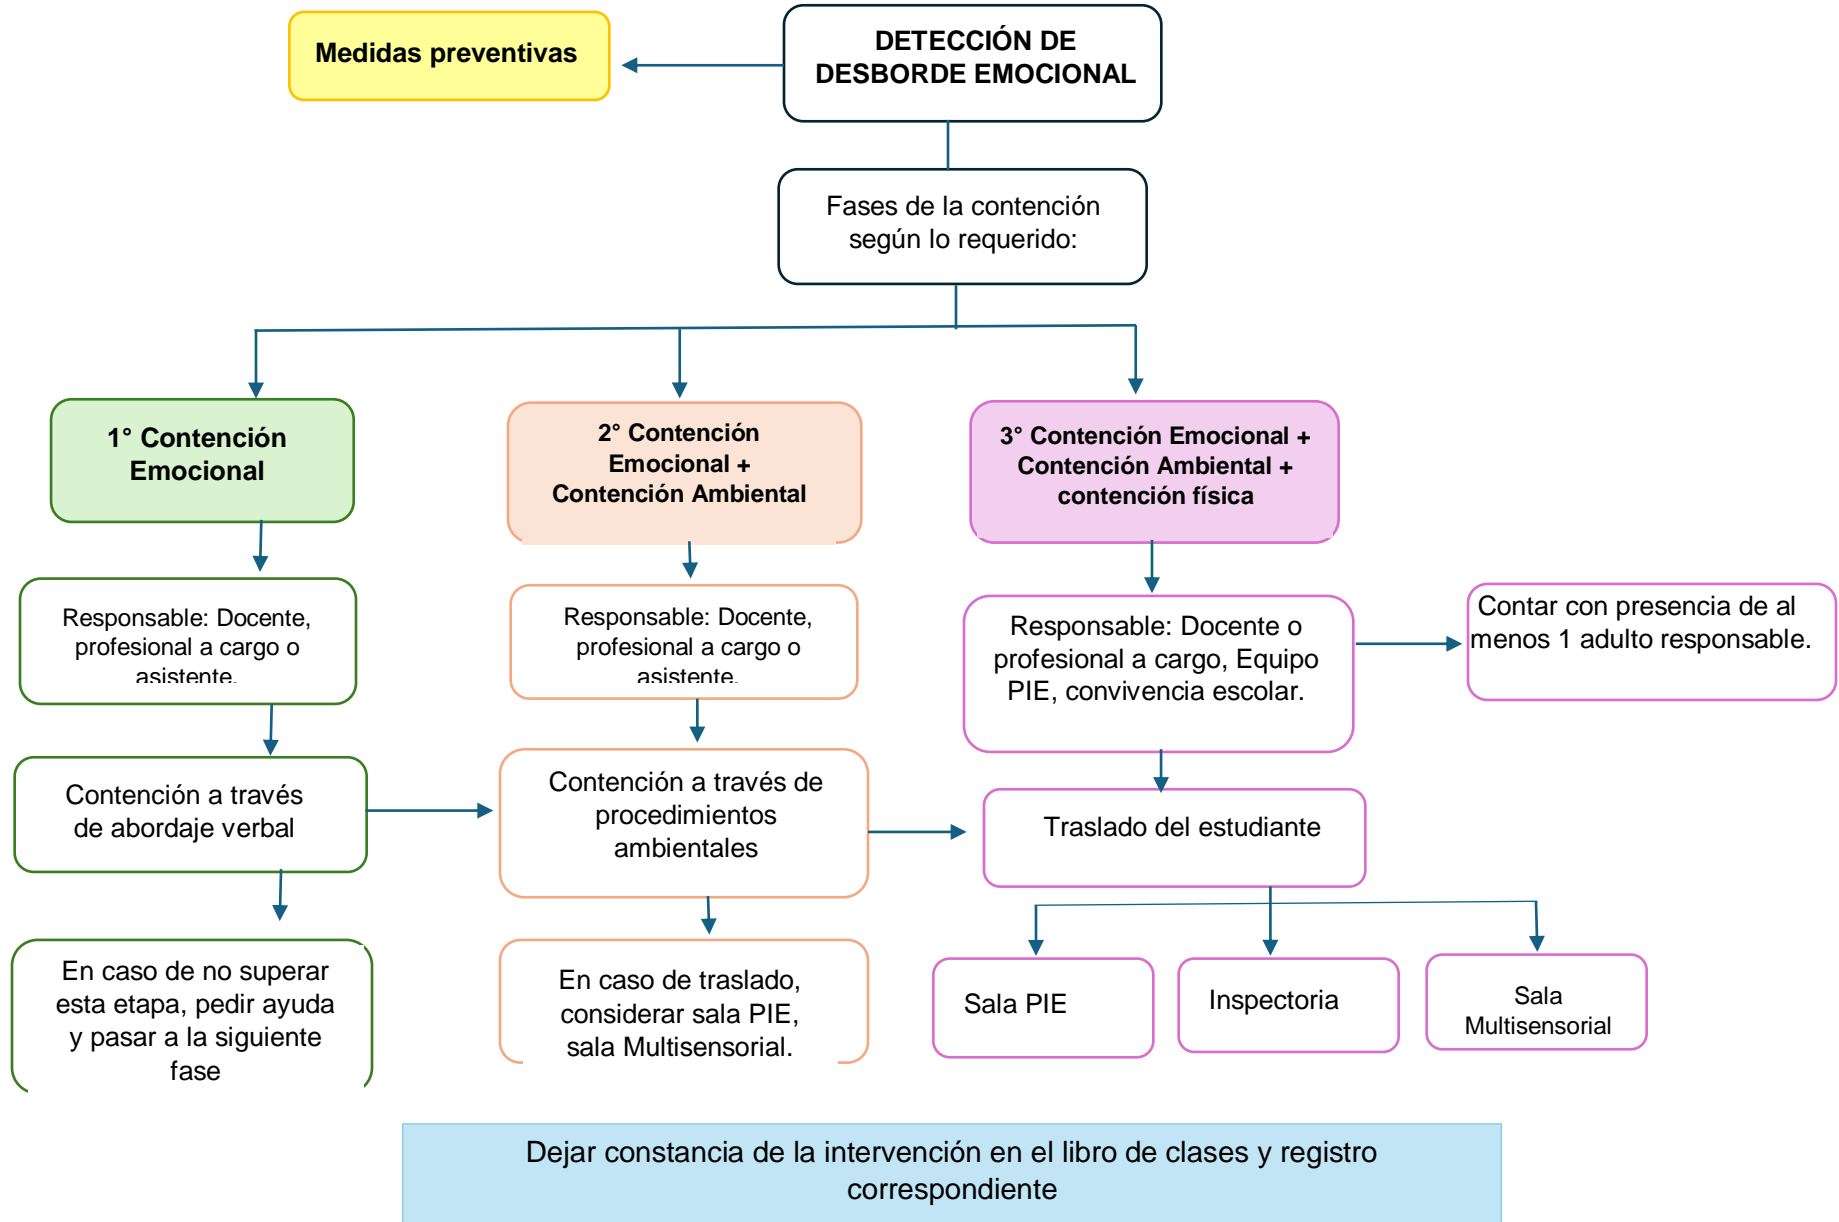 Medidas preventivas
DETECCIÓN DE
DESBORDE EMOCIONAL
Fases de la contención
según lo requerido:
1° Contención
Emocional
2° Contención
Emocional +
Contención Ambiental
3° Contención Emocional +
Contención Ambiental +
contención física
Responsable: Docente,
profesional a cargo o
asistente.
Responsable: Docente,
profesional a cargo o
asistente.
Responsable: Docente o
profesional a cargo, Equipo
PIE, convivencia escolar.
Contar con presencia de al
menos 1 adulto responsable.
Contención a través
de abordaje verbal
Contención a través de
procedimientos
ambientales
Traslado del estudiante
En caso de no superar
esta etapa, pedir ayuda
y pasar a la siguiente
fase
En caso de traslado,
considerar sala PIE,
sala Multisensorial.
Sala PIE
Inspectoria
Sala
Multisensorial
Dejar constancia de la intervención en el libro de clases y registro
correspondiente